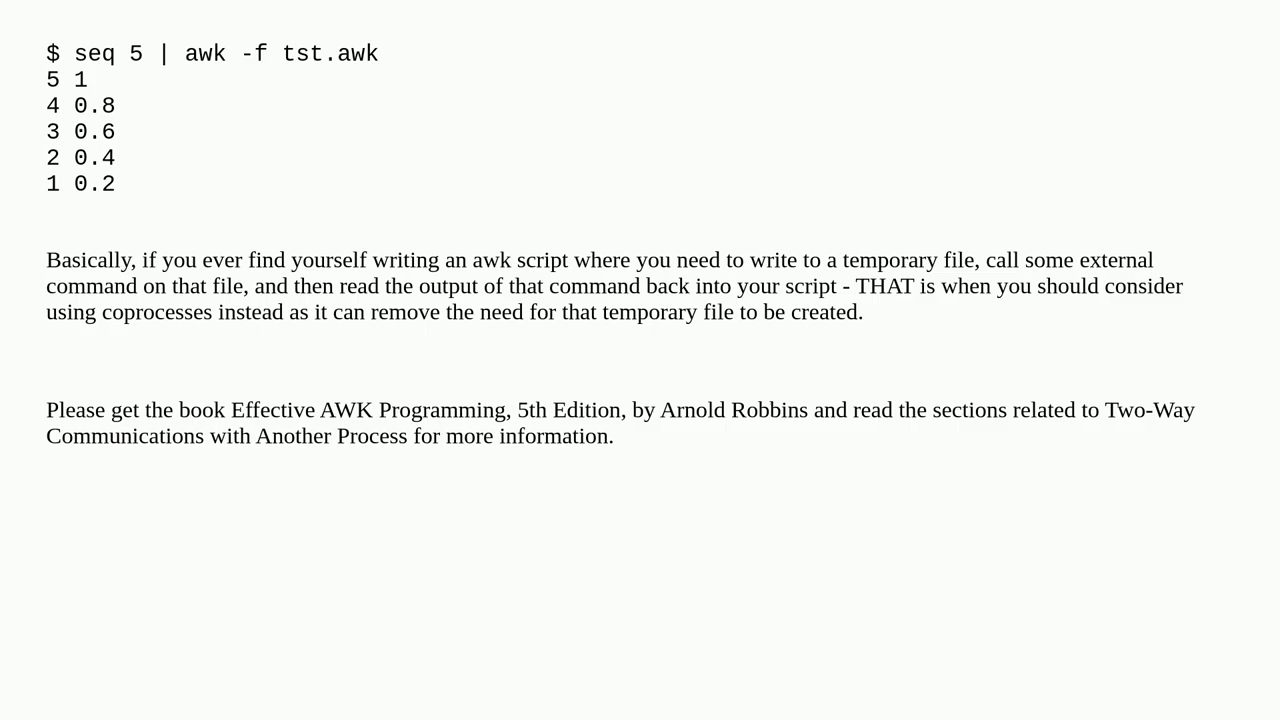 $ seq 5 | awk -f tst.awk
5 1
4 0.8
3 0.6
2 0.4
1 0.2
Basically, if you ever find yourself writing an awk script where you need to write to a temporary file, call some external
command on that file, and then read the output of that command back into your script - THAT is when you should consider
using coprocesses instead as it can remove the need for that temporary file to be created.
Please get the book Effective AWK Programming, 5th Edition, by Arnold Robbins and read the sections related to Two-Way
Communications with Another Process for more information.